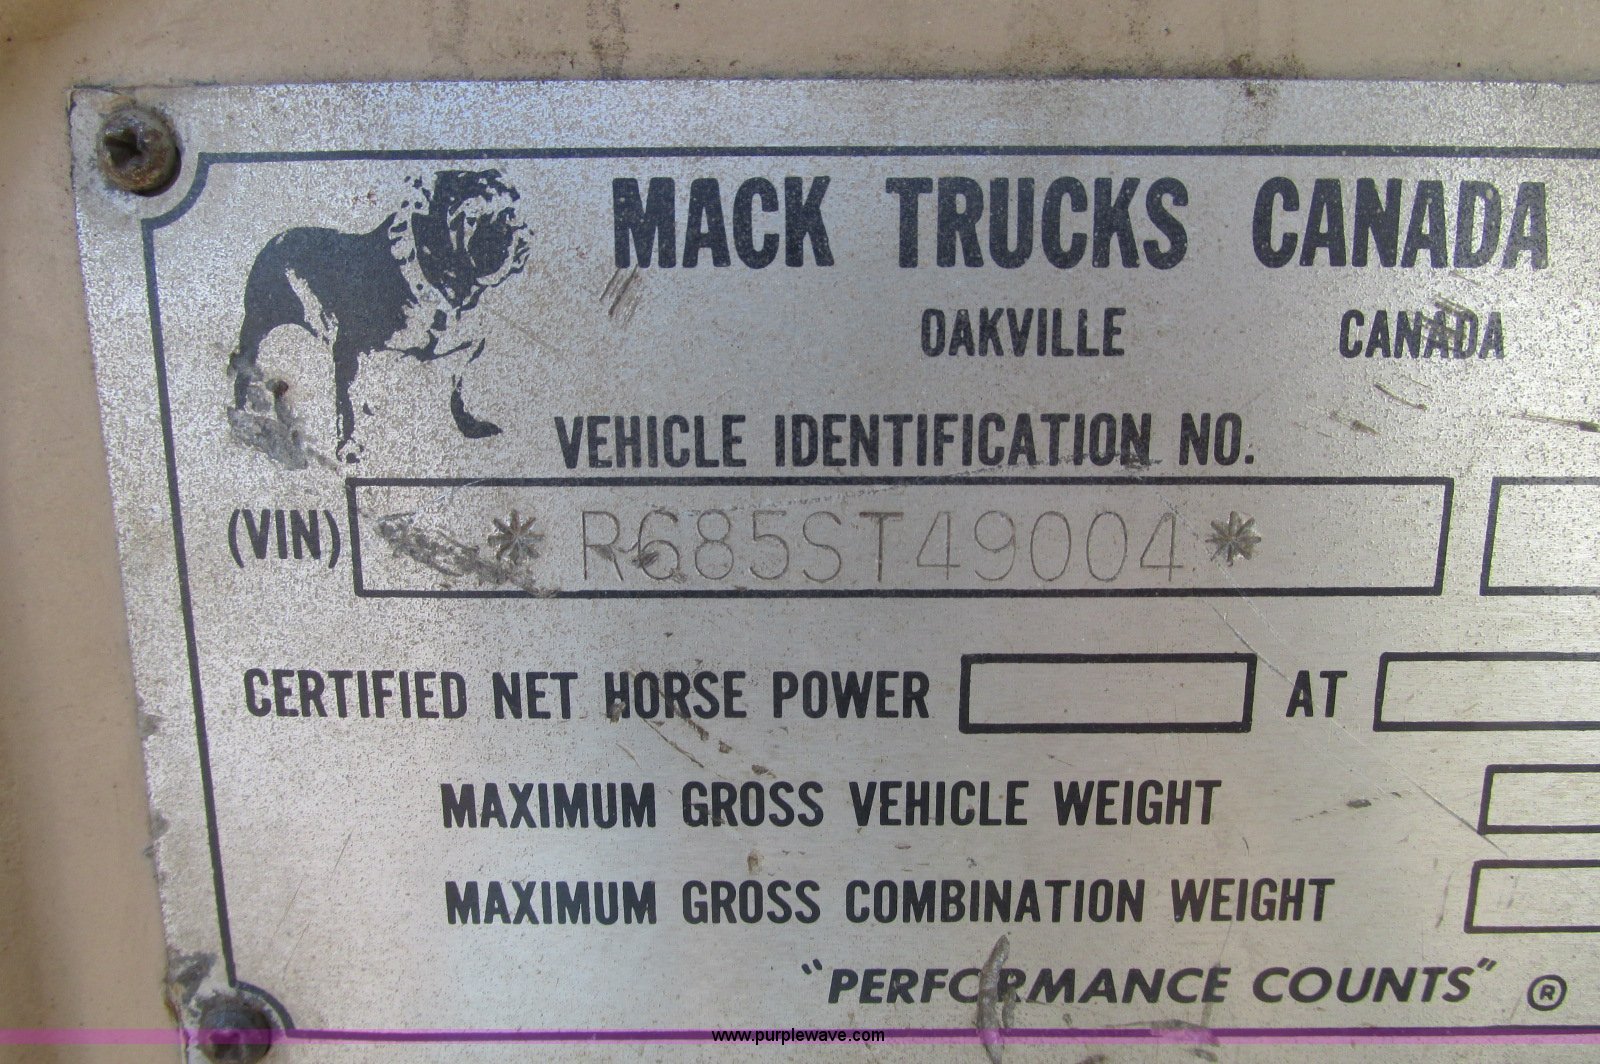 MACK TRUCKS CANADA
OAKVILLE CANADA
VEHICLE IDENTIFICATION NO.
(VIN) * R685ST49004 *
CERTIFIED NET HORSE POWER AT
MAXIMUM GROSS VEHICLE WEIGHT
MAXIMUM GROSS COMBINATION WEIGHT
"PERFORMANCE COUNTS" ®
www.purplewave.com